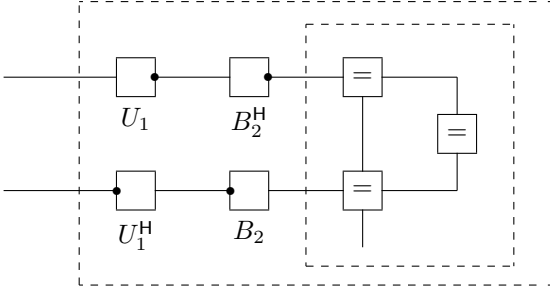 =
U₁ B₂ᴴ
=
=
U₁ᴴ B₂